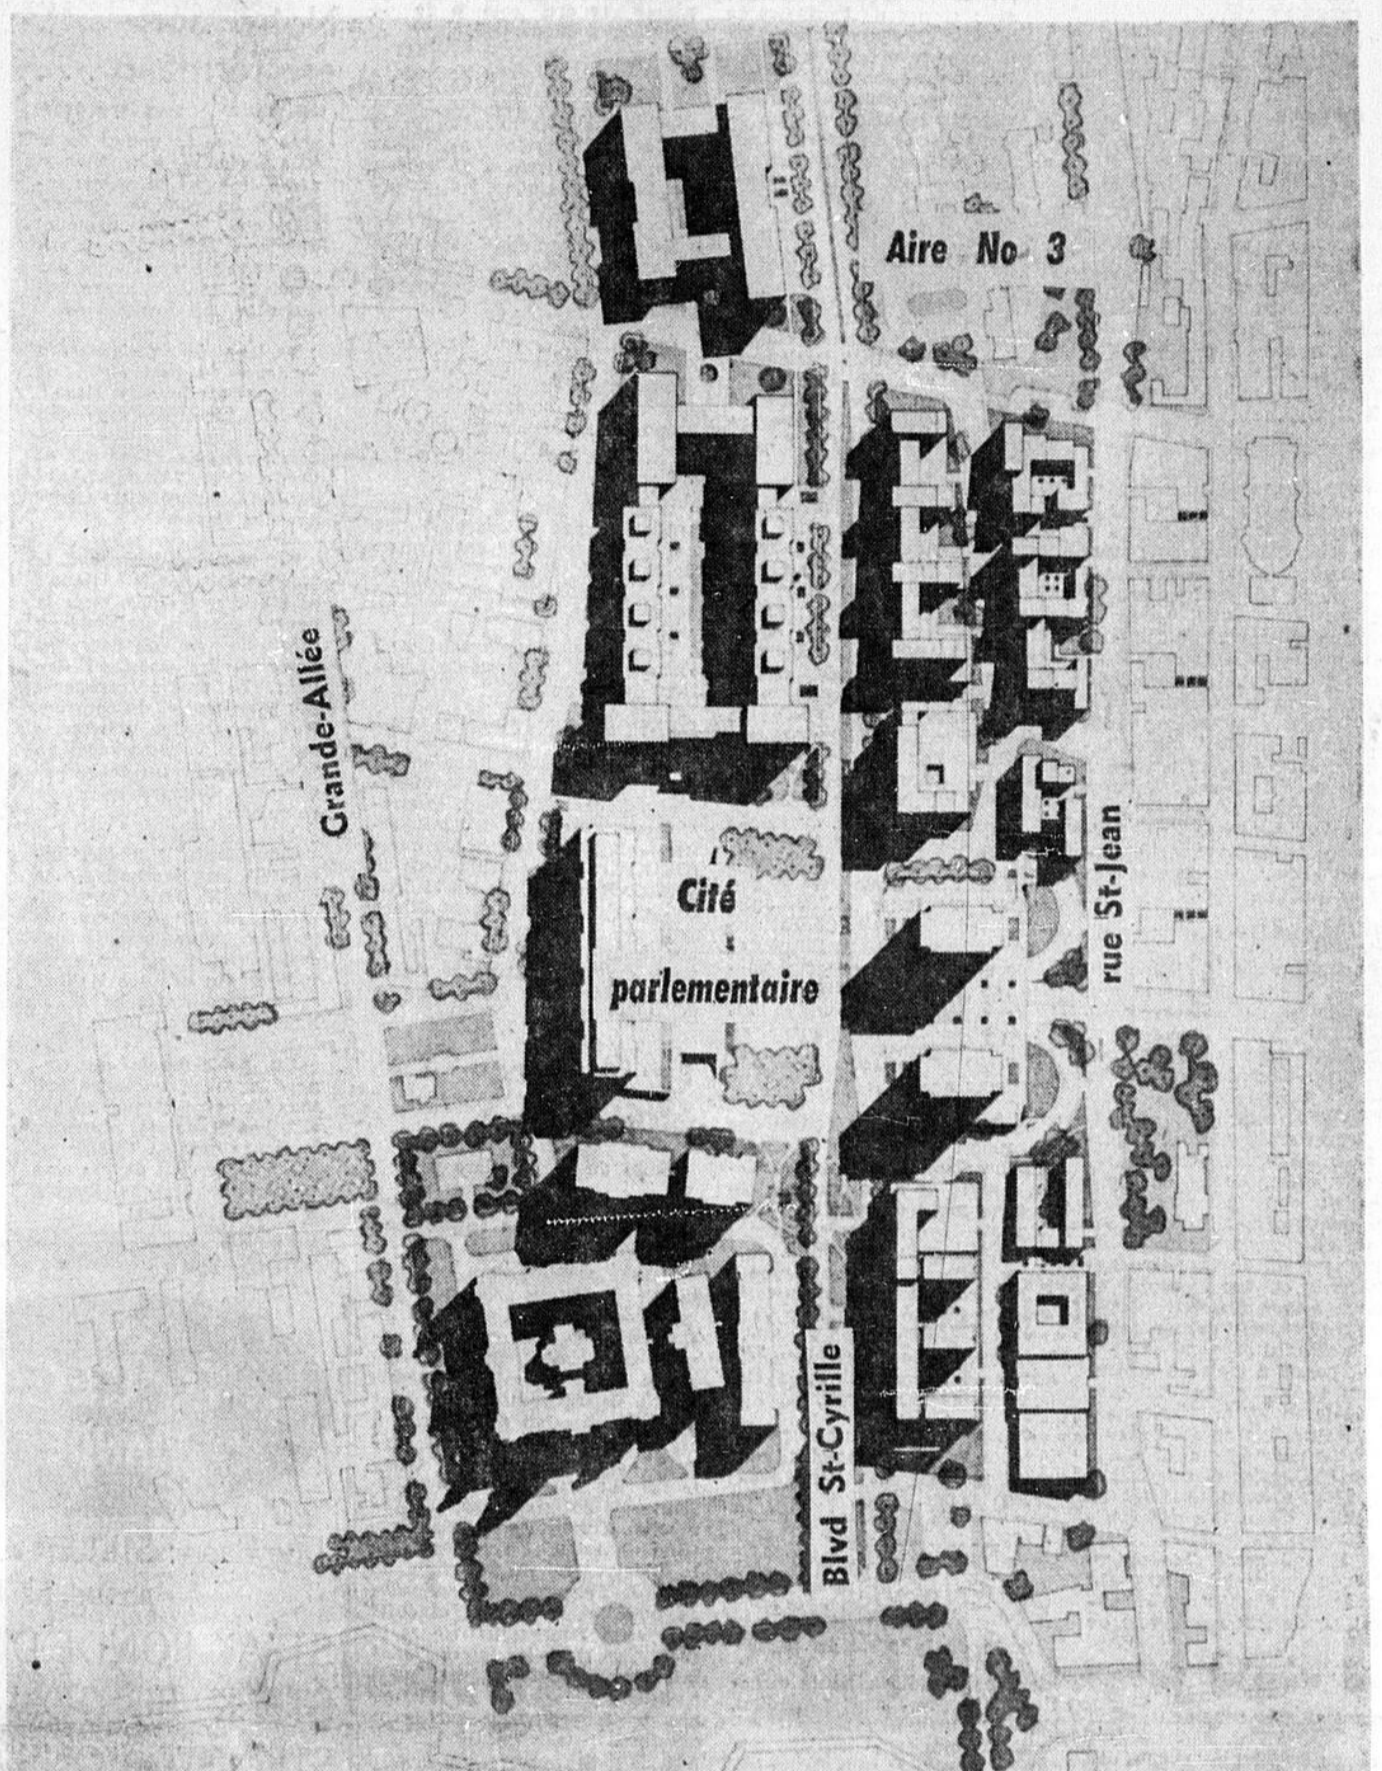 Aire No 3
Grande-Allée
Cité
parlementaire
rue St-Jean
Blvd St-Cyrille